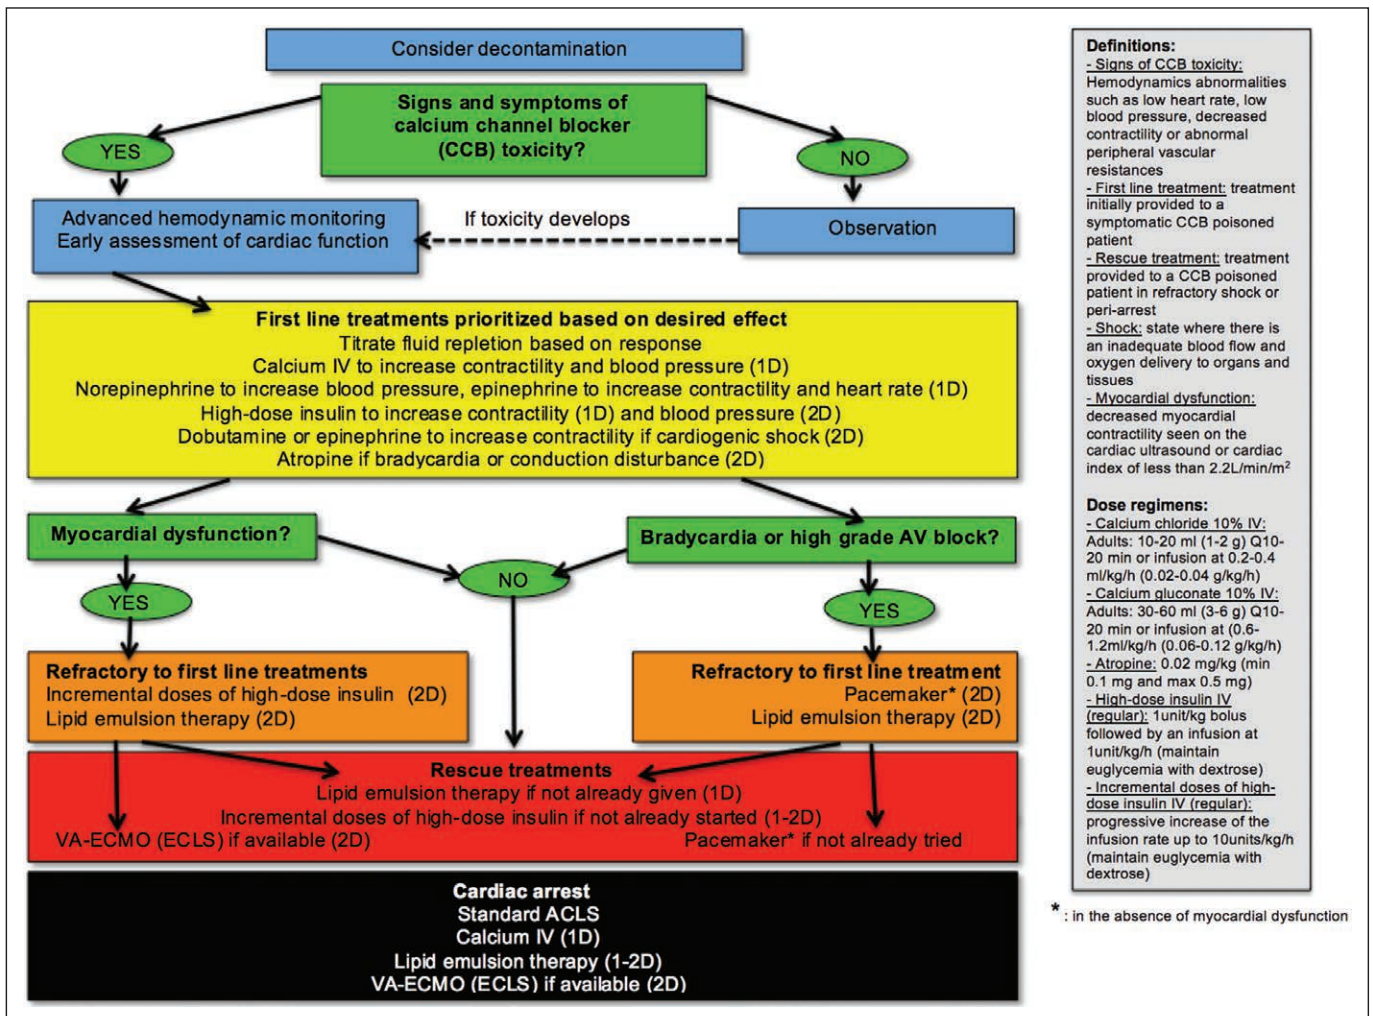 Consider decontamination
Signs and symptoms of
calcium channel blocker
(CCB) toxicity?
YES
NO
Advanced hemodynamic monitoring
Early assessment of cardiac function
If toxicity develops
Observation
First line treatments prioritized based on desired effect
Titrate fluid repletion based on response
Calcium IV to increase contractility and blood pressure (1D)
Norepinephrine to increase blood pressure, epinephrine to increase contractility and heart rate (1D)
High-dose insulin to increase contractility (1D) and blood pressure (2D)
Dobutamine or epinephrine to increase contractility if cardiogenic shock (2D)
Atropine if bradycardia or conduction disturbance (2D)
Myocardial dysfunction?
Bradycardia or high grade AV block?
NO
YES
YES
Refractory to first line treatments
Incremental doses of high-dose insulin (2D)
Lipid emulsion therapy (2D)
Refractory to first line treatment
Pacemaker* (2D)
Lipid emulsion therapy (2D)
Rescue treatments
Lipid emulsion therapy if not already given (1D)
Incremental doses of high-dose insulin if not already started (1-2D)
VA-ECMO (ECLS) if available (2D)
Pacemaker* if not already tried
Cardiac arrest
Standard ACLS
Calcium IV (1D)
Lipid emulsion therapy (1-2D)
VA-ECMO (ECLS) if available (2D)
Definitions:
- Signs of CCB toxicity:
Hemodynamics abnormalities
such as low heart rate, low
blood pressure, decreased
contractility or abnormal
peripheral vascular
resistances
- First line treatment: treatment
initially provided to a
symptomatic CCB poisoned
patient
- Rescue treatment: treatment
provided to a CCB poisoned
patient in refractory shock or
peri-arrest
- Shock: state where there is
an inadequate blood flow and
oxygen delivery to organs and
tissues
- Myocardial dysfunction:
decreased myocardial
contractility seen on the
cardiac ultrasound or cardiac
index of less than 2.2L/min/m²
Dose regimens:
- Calcium chloride 10% IV:
Adults: 10-20 ml (1-2 g) Q10-
20 min or infusion at 0.2-0.4
ml/kg/h (0.02-0.04 g/kg/h)
- Calcium gluconate 10% IV:
Adults: 30-60 ml (3-6 g) Q10-
20 min or infusion at (0.6-
1.2ml/kg/h (0.06-0.12 g/kg/h)
- Atropine: 0.02 mg/kg (min
0.1 mg and max 0.5 mg)
- High-dose insulin IV
(regular): 1unit/kg bolus
followed by an infusion at
1unit/kg/h (maintain
euglycemia with dextrose)
- Incremental doses of high-
dose insulin IV (regular):
progressive increase of the
infusion rate up to 10units/kg/h
(maintain euglycemia with
dextrose)
* : in the absence of myocardial dysfunction